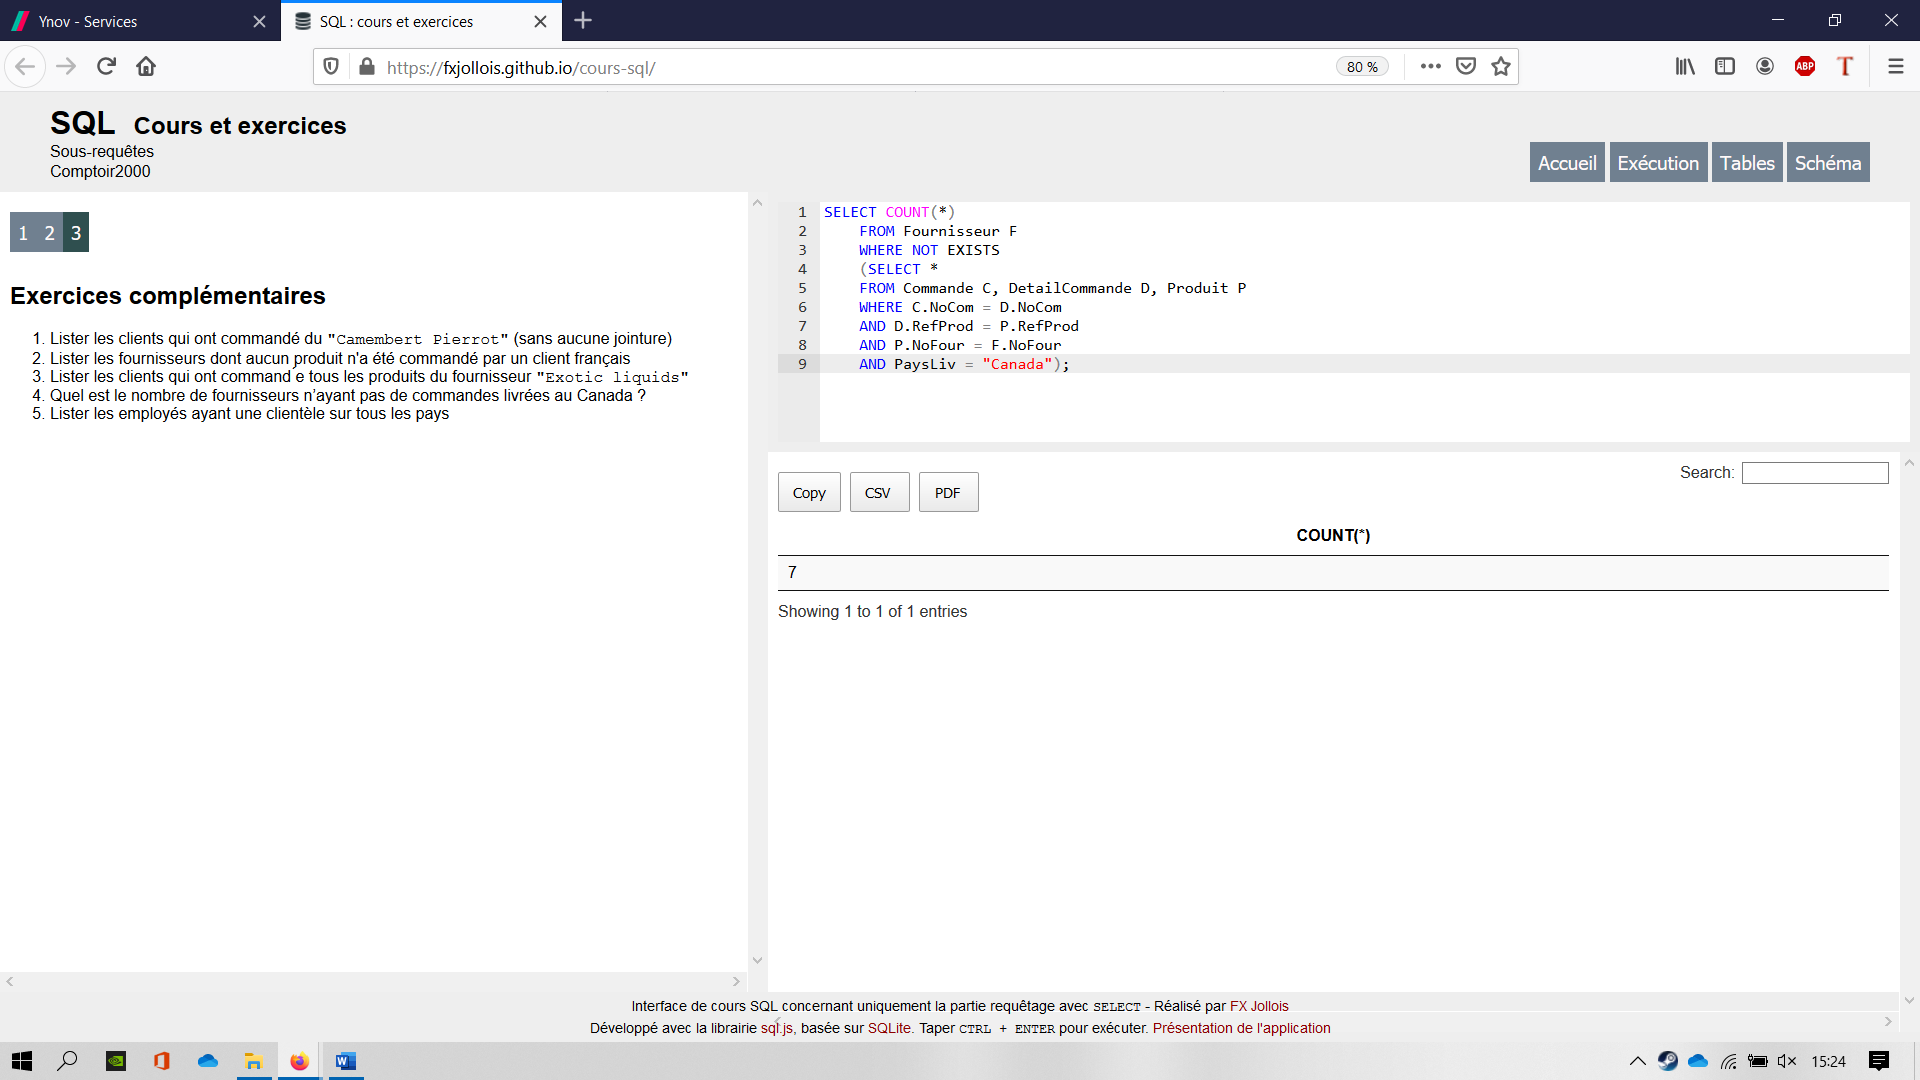 Ynov - Services
SQL : cours et exercices
https://fxjollois.github.io/cours-sql/
80 %
ABP
T
SQL Cours et exercices
Sous-requêtes
Comptoir2000
Accueil
Exécution
Tables
Schéma
1 2 3
Exercices complémentaires
1. Lister les clients qui ont commandé du "Camembert Pierrot" (sans aucune jointure)
2. Lister les fournisseurs dont aucun produit n'a été commandé par un client français
3. Lister les clients qui ont command e tous les produits du fournisseur "Exotic liquids"
4. Quel est le nombre de fournisseurs n'ayant pas de commandes livrées au Canada ?
5. Lister les employés ayant une clientèle sur tous les pays
1 SELECT COUNT(*)
2 FROM Fournisseur F
3 WHERE NOT EXISTS
4 (SELECT *
5 FROM Commande C, DetailCommande D, Produit P
6 WHERE C.NoCom = D.NoCom
7 AND D.RefProd = P.RefProd
8 AND P.NoFour = F.NoFour
9 AND PaysLiv = "Canada");
Search:
Copy
CSV
PDF
COUNT(*)
7
Showing 1 to 1 of 1 entries
Interface de cours SQL concernant uniquement la partie requêtage avec SELECT - Réalisé par FX Jollois
Développé avec la librairie sql.js, basée sur SQLite. Taper CTRL + ENTER pour exécuter. Présentation de l'application
15:24